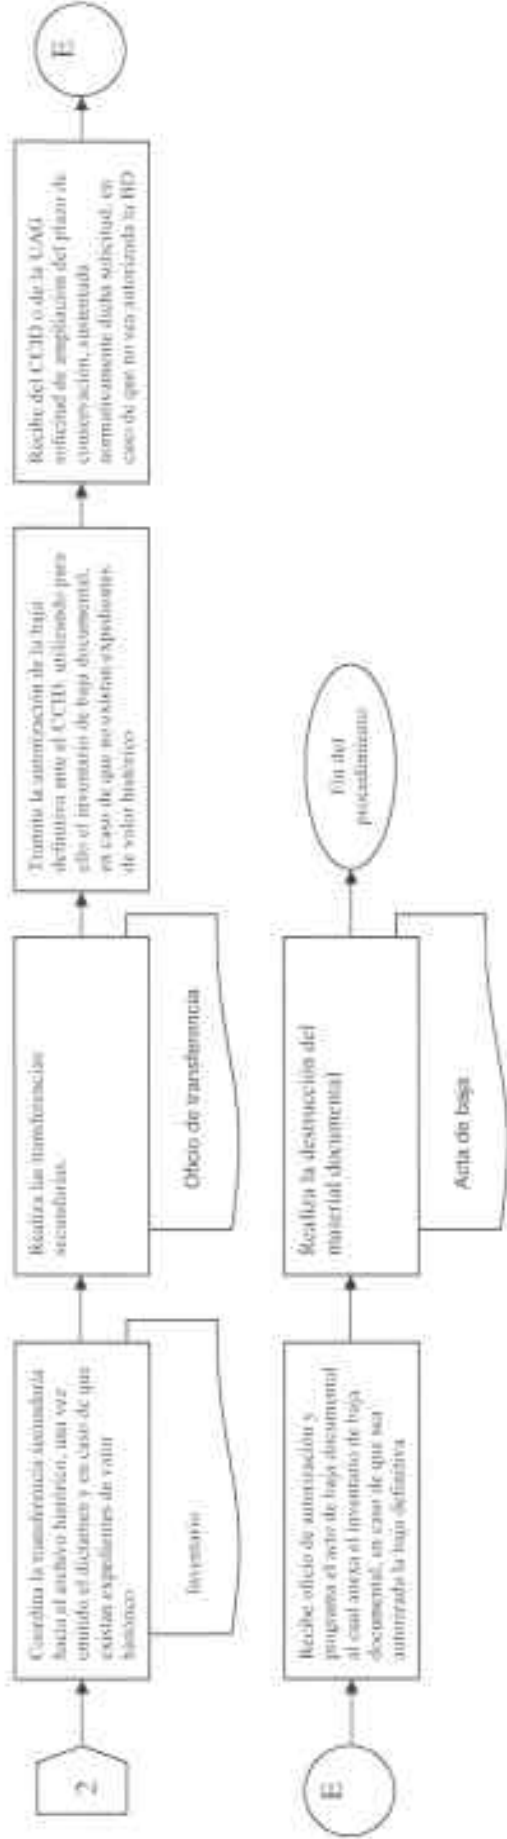 2
Coordina la transferencia secundaria
hacia el archivo histórico, una vez
emitido el dictamen y en caso de que
existan expedientes de valor
histórico
Inventario
Realiza las transferencias
secundarias.
Oficio de transferencia
Tramita la autorización de la baja
definitiva ante el CCID, utilizando para
ello el inventario de baja documental,
en caso de que no existan expedientes
de valor histórico
Recibe del CCID o de la UAG
solicitud de ampliación del plazo de
conservación, sustentada
normativamente dicha solicitud, en
caso de que no sea autorizada la BD
E
E
Recibe oficio de autorización y
programa el acto de baja documental
al cual anexa el inventario de baja
documental, en caso de que sea
autorizada la baja definitiva
Realiza la destrucción del
material documental
Acta de baja
Fin del
procedimiento